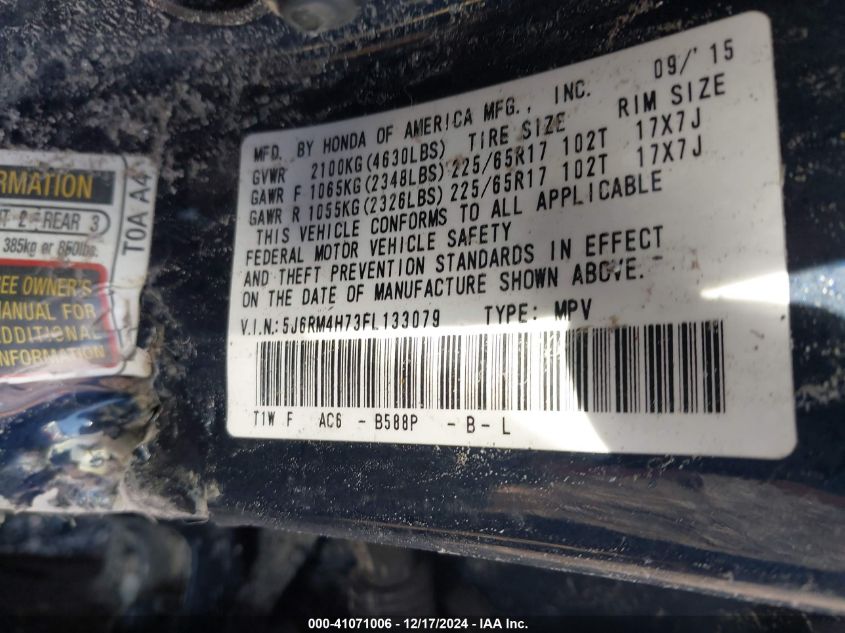 09/'15
MFD. BY HONDA OF AMERICA MFG., INC.
GVWR 2100KG(4630LBS) TIRE SIZE RIM SIZE
GAWR F 1065KG(2348LBS) 225/65R17 102T 17X7J
GAWR R 1055KG(2326LBS) 225/65R17 102T 17X7J
THIS VEHICLE CONFORMS TO ALL APPLICABLE
FEDERAL MOTOR VEHICLE SAFETY
AND THEFT PREVENTION STANDARDS IN EFFECT
ON THE DATE OF MANUFACTURE SHOWN ABOVE.
V.I.N.:5J6RM4H73FL133079 TYPE: MPV
T1W F AC6 - B588P - B - L
RMATION
2 REAR 3
385kg or 850lbs.
OWNER'S
MANUAL FOR
ADDITIONAL
INFORMATION
T0A A4
000-41071006 - 12/17/2024 - IAA Inc.